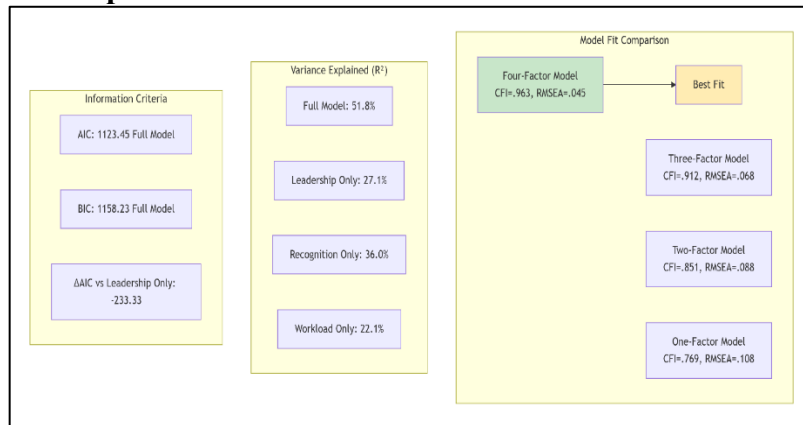 Information Criteria
AIC: 1123.45 Full Model
BIC: 1158.23 Full Model
ΔAIC vs Leadership Only:
-233.33
Variance Explained (R²)
Full Model: 51.8%
Leadership Only: 27.1%
Recognition Only: 36.0%
Workload Only: 22.1%
Model Fit Comparison
Four-Factor Model
CFI=.963, RMSEA=.045
Best Fit
Three-Factor Model
CFI=.912, RMSEA=.068
Two-Factor Model
CFI=.851, RMSEA=.088
One-Factor Model
CFI=.769, RMSEA=.108